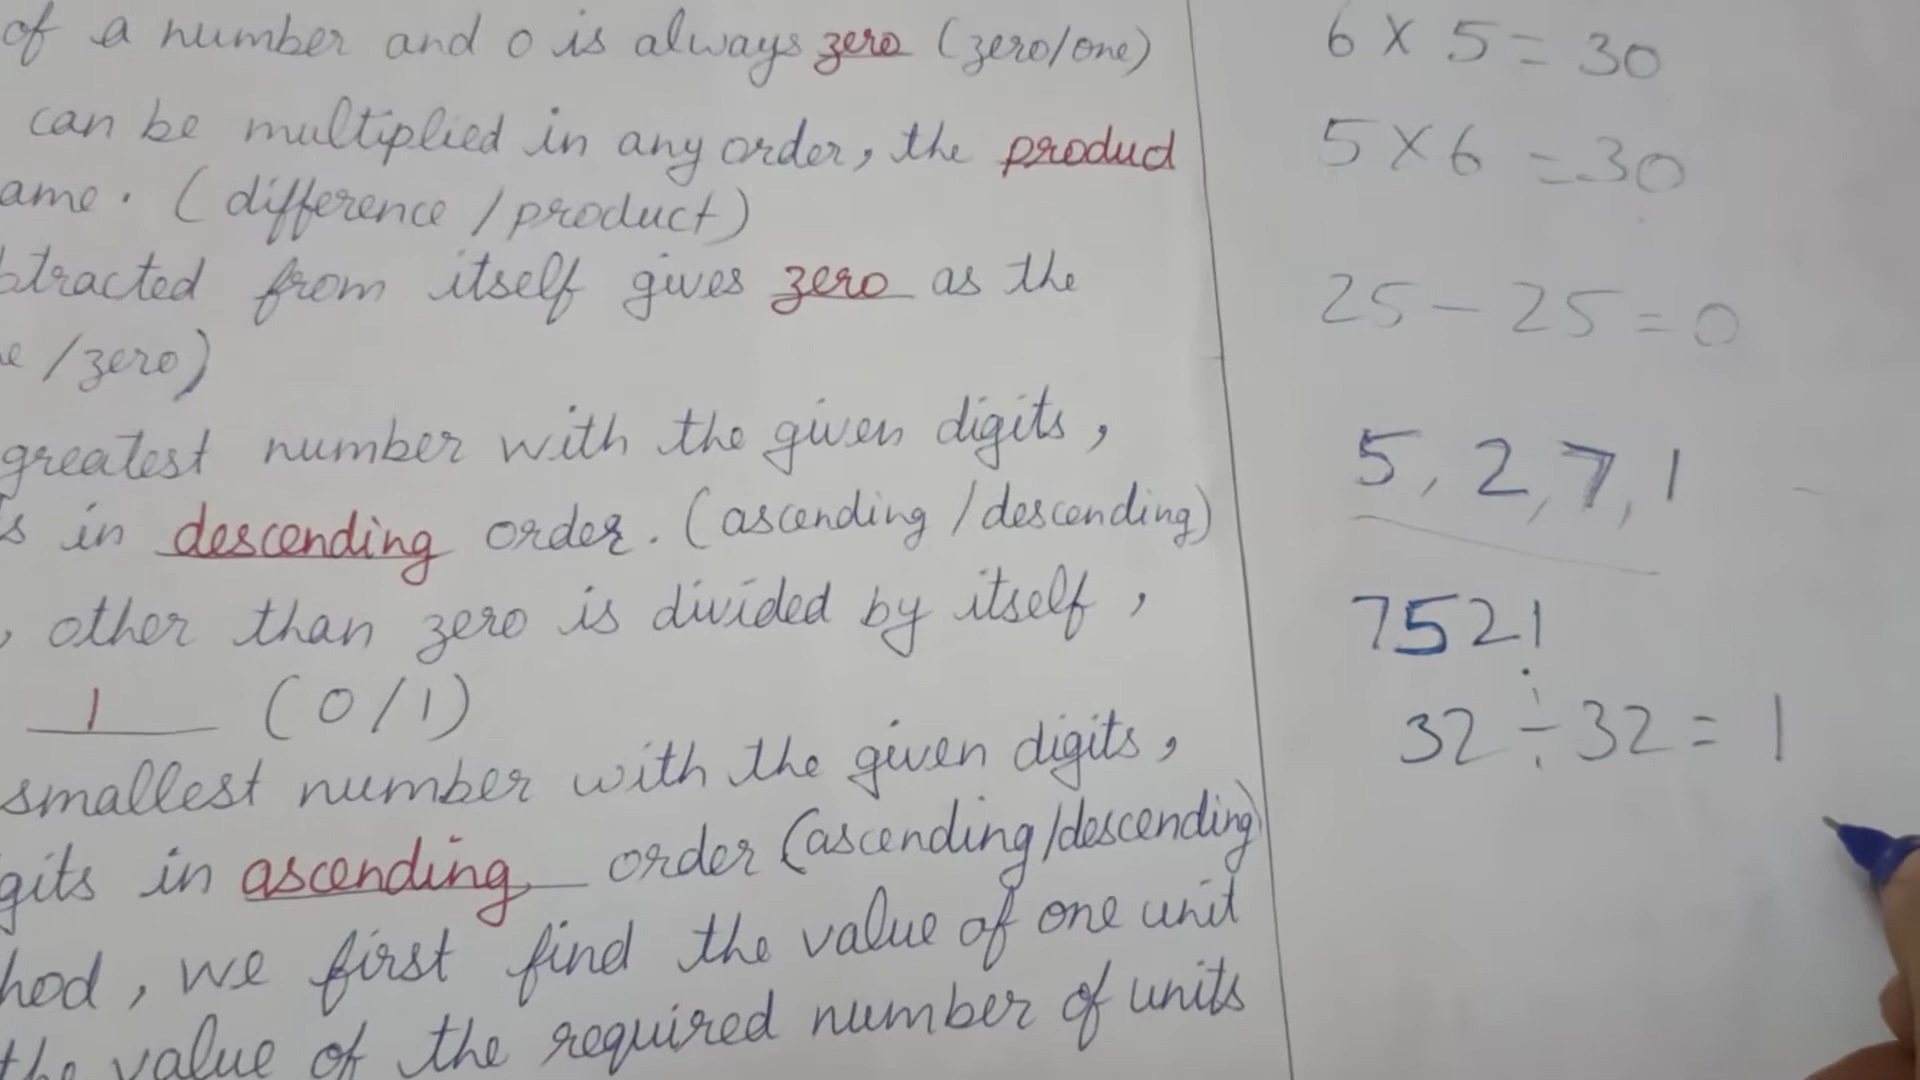 of a number and 0 is always zero (zero/one)
can be multiplied in any order, the product
ame. (difference / product)
btracted from itself gives zero as the
e / zero)
greatest number with the given digits,
s in descending order. (ascending / descending)
, other than zero is divided by itself,
1 (0/1)
smallest number with the given digits,
gits in ascending order (ascending/descending)
hod, we first find the value of one unit
the value of the required number of units
6 × 5 = 30
5 × 6 = 30
25 - 25 = 0
5, 2, 7, 1
7521
32 ÷ 32 = 1